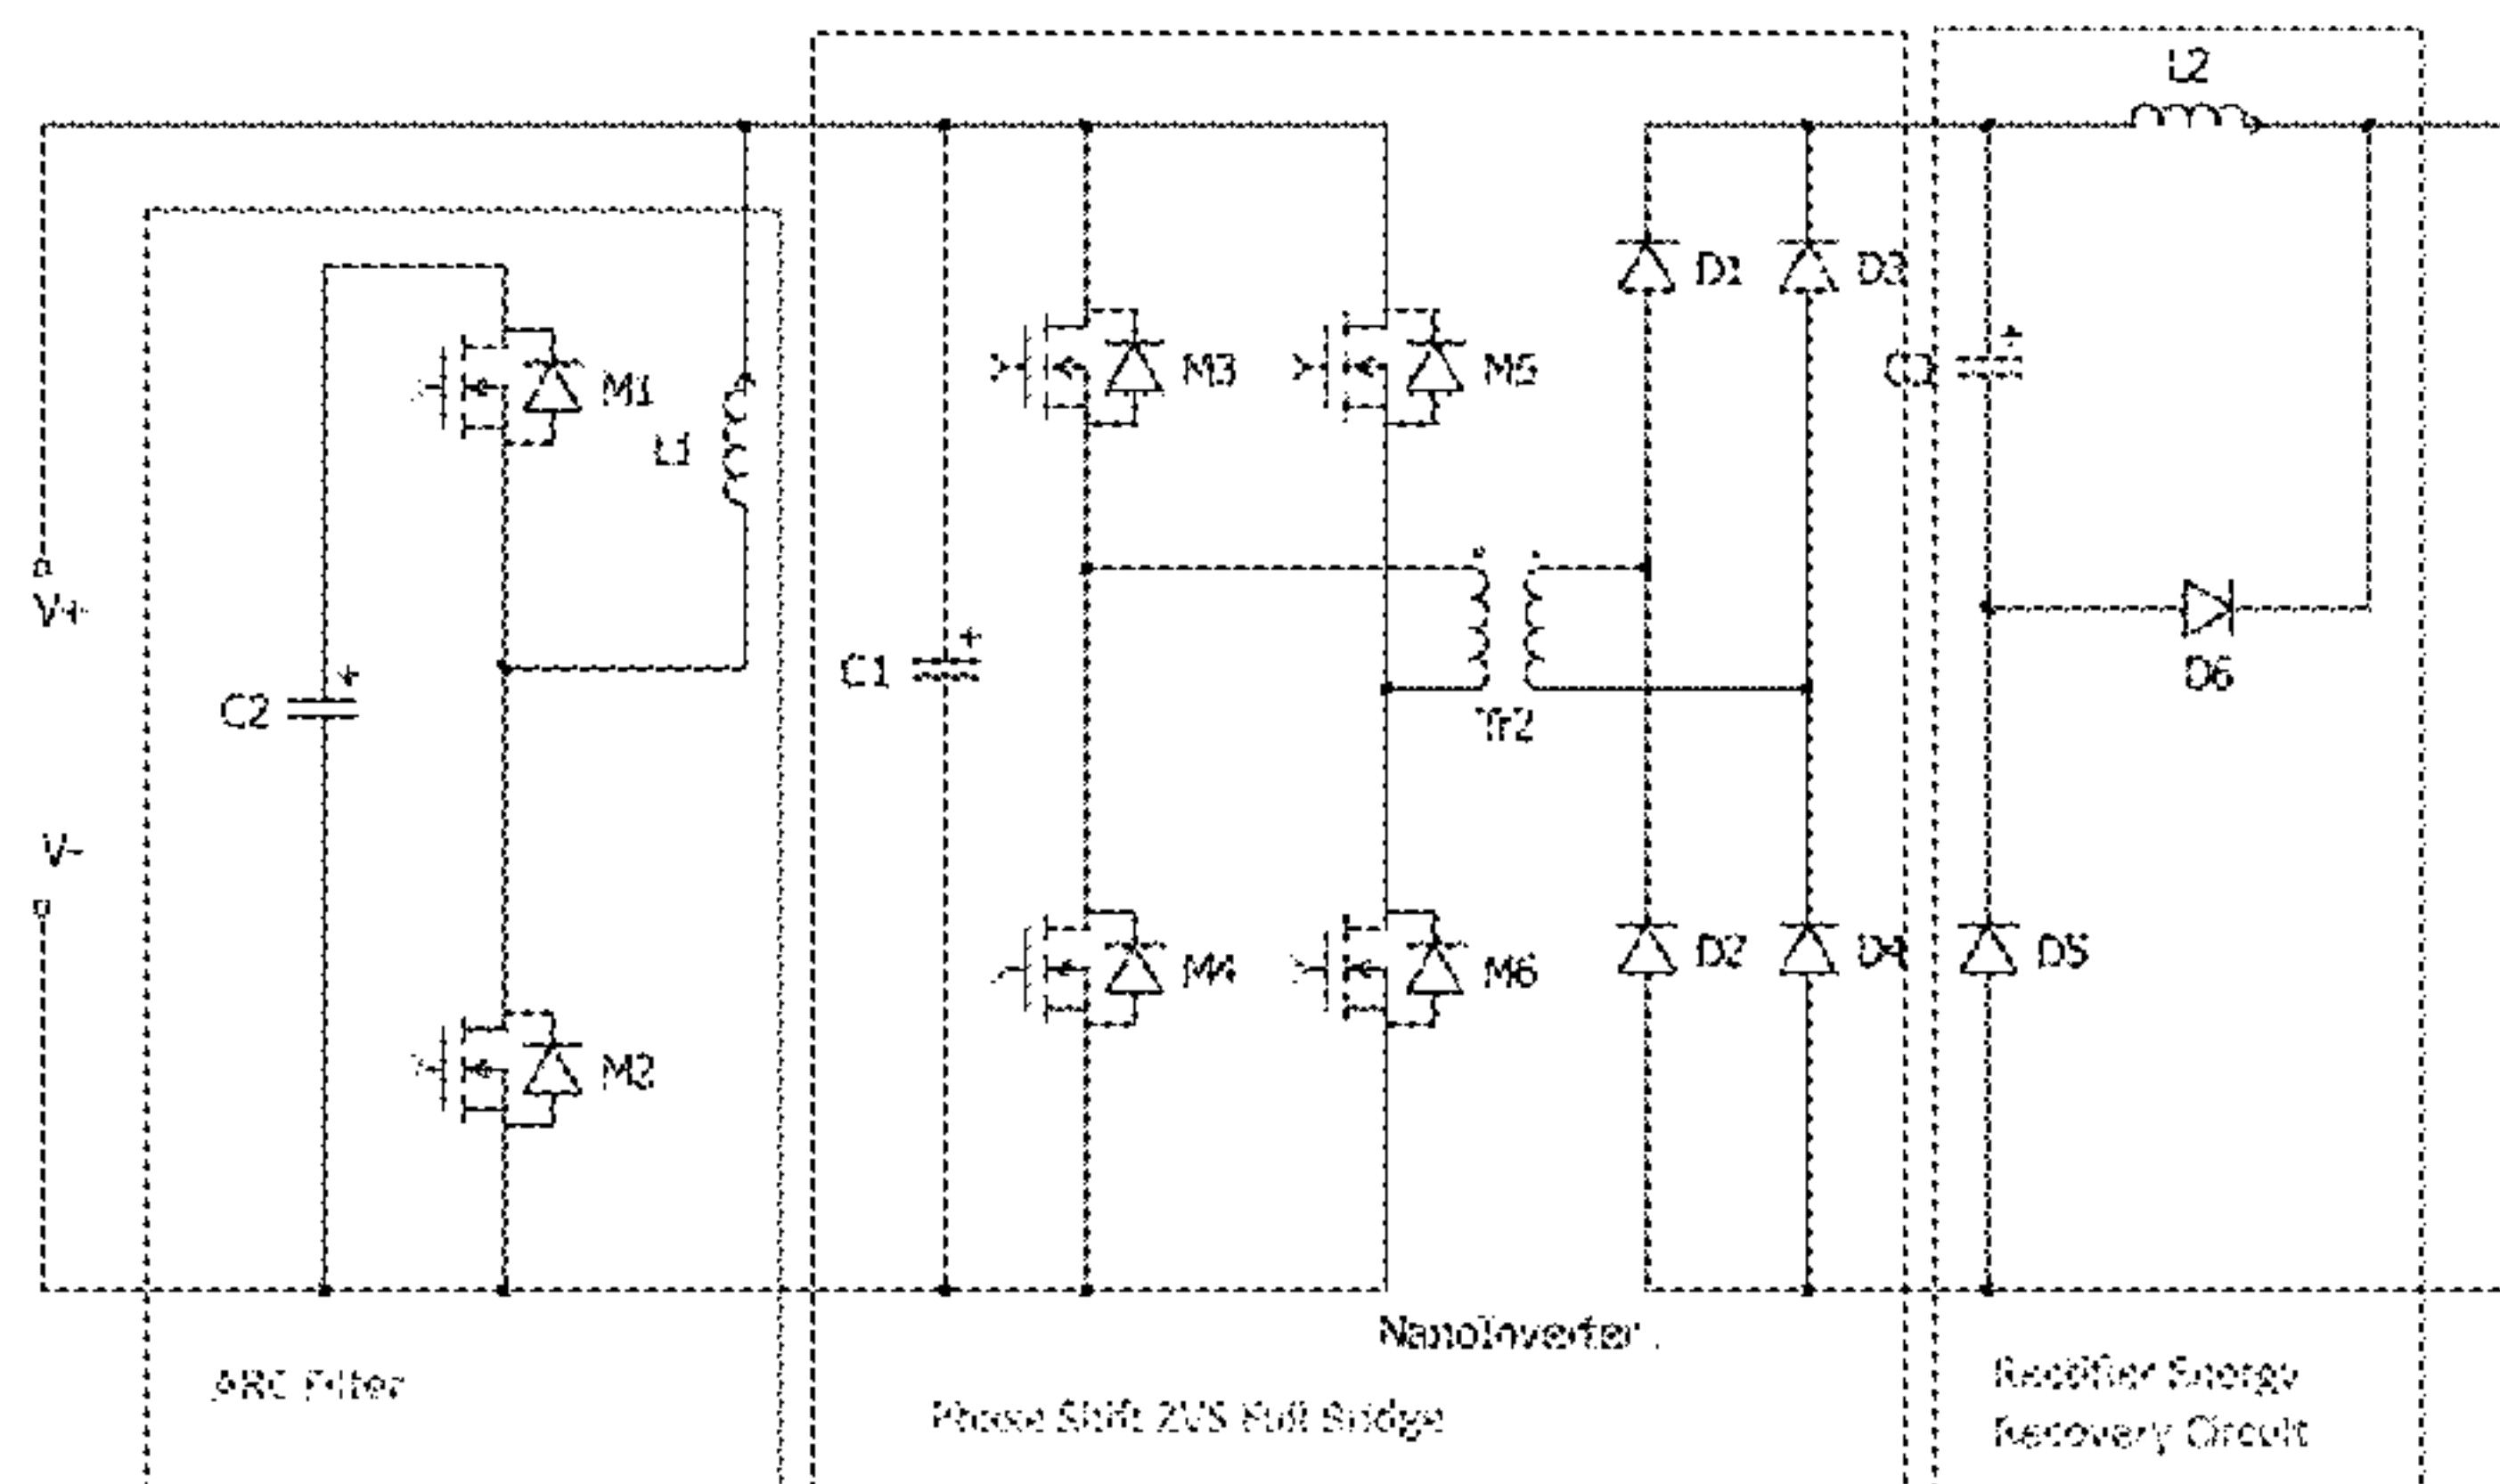 L2
D1
D3
M1
M3
M5
C3
L1
V+
C1
D6
C2
Tr2
V-
M4
M6
D2
D4
D5
M2
NanoInverter
ARC Filter
Phase Shift ZVS Full Bridge
Rectifier Energy
Recovery Circuit